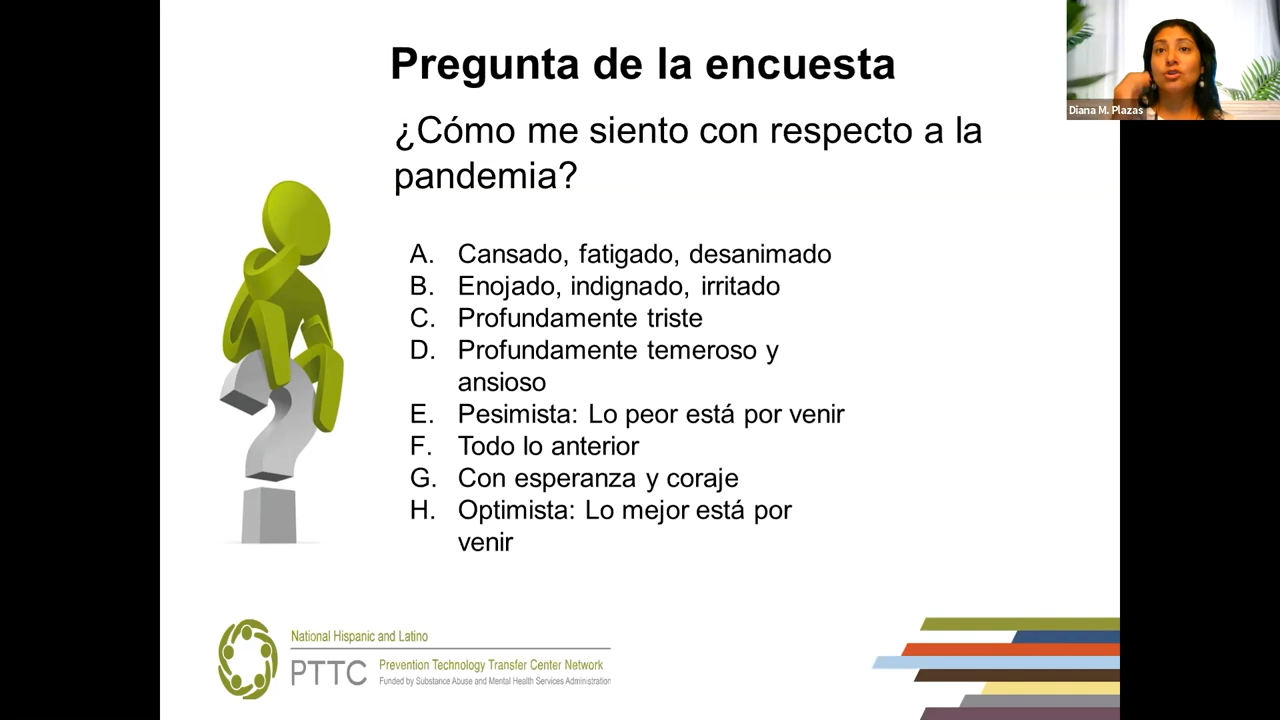 Pregunta de la encuesta
¿Cómo me siento con respecto a la
pandemia?
A. Cansado, fatigado, desanimado
B. Enojado, indignado, irritado
C. Profundamente triste
D. Profundamente temeroso y
ansioso
E. Pesimista: Lo peor está por venir
F. Todo lo anterior
G. Con esperanza y coraje
H. Optimista: Lo mejor está por
venir
Diana M. Plazas
National Hispanic and Latino
PTTC
Prevention Technology Transfer Center Network
Funded by Substance Abuse and Mental Health Services Administration